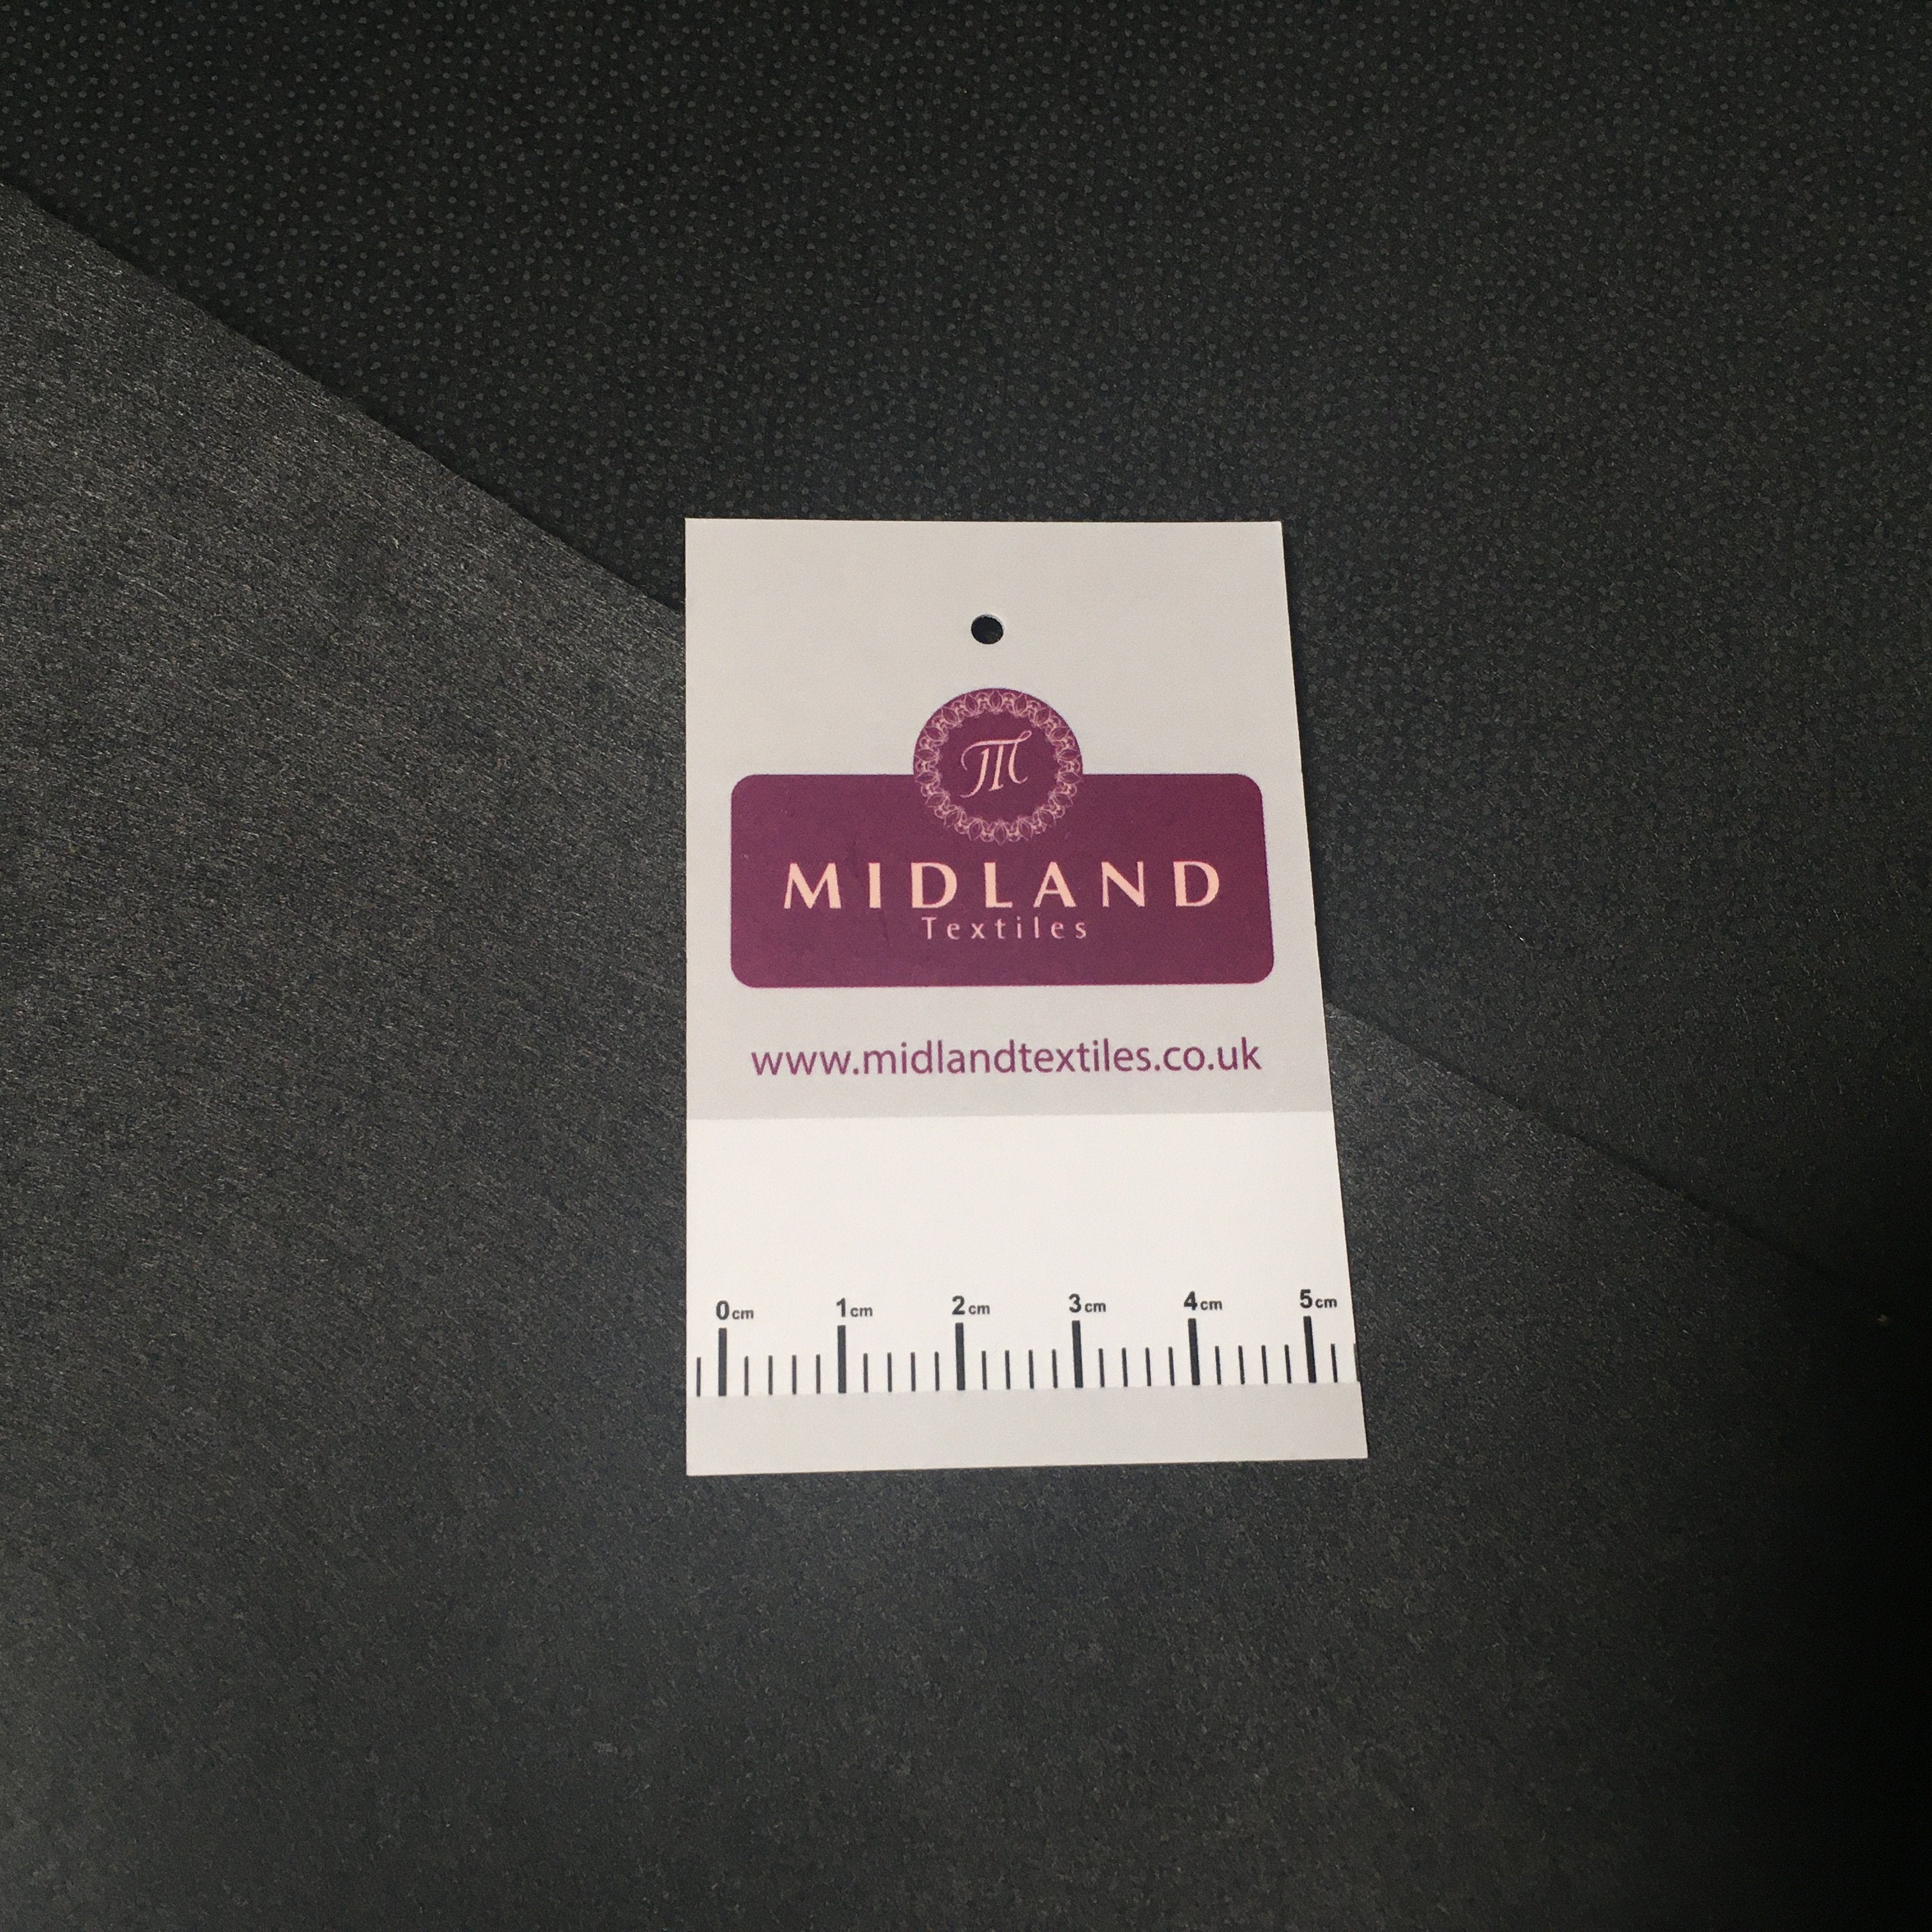 M
MIDLAND
Textiles
www.midlandtextiles.co.uk
0cm 1cm 2cm 3cm 4cm 5cm